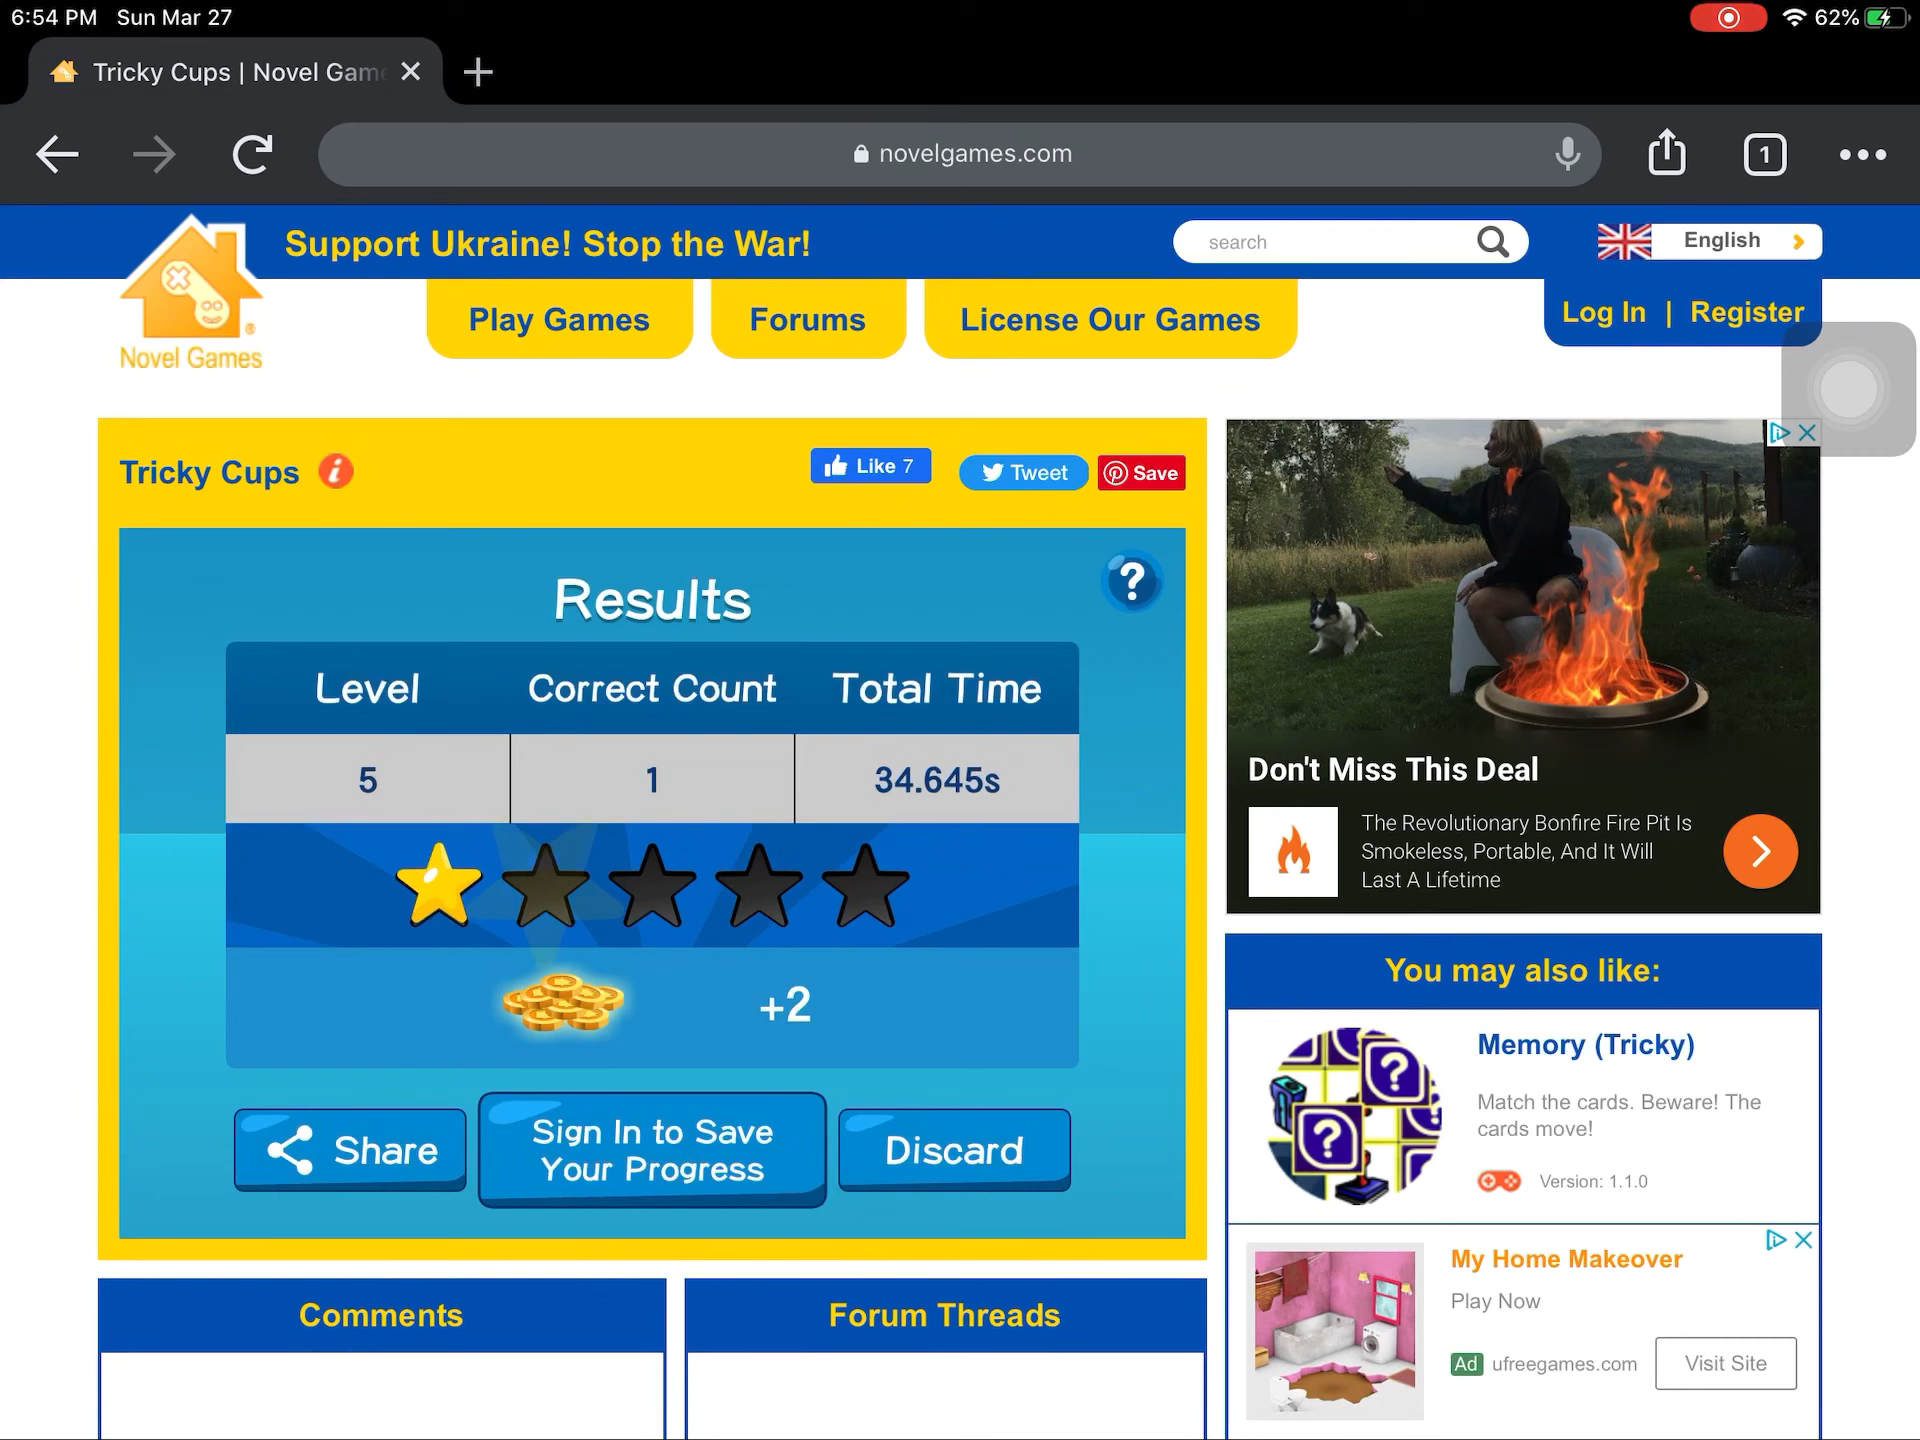 6:54 PM Sun Mar 27
62%
Tricky Cups | Novel Game
novelgames.com
1
Support Ukraine! Stop the War!
search
English
Novel Games
Play Games
Forums
License Our Games
Log In | Register
Tricky Cups i
Like 7
Tweet
Save
Results
?
Level Correct Count Total Time
5 1 34.645s
+2
Share
Sign In to Save
Your Progress
Discard
Don't Miss This Deal
The Revolutionary Bonfire Fire Pit Is
Smokeless, Portable, And It Will
Last A Lifetime
You may also like:
Memory (Tricky)
Match the cards. Beware! The
cards move!
Version: 1.1.0
My Home Makeover
Play Now
Ad ufreegames.com
Visit Site
Comments
Forum Threads